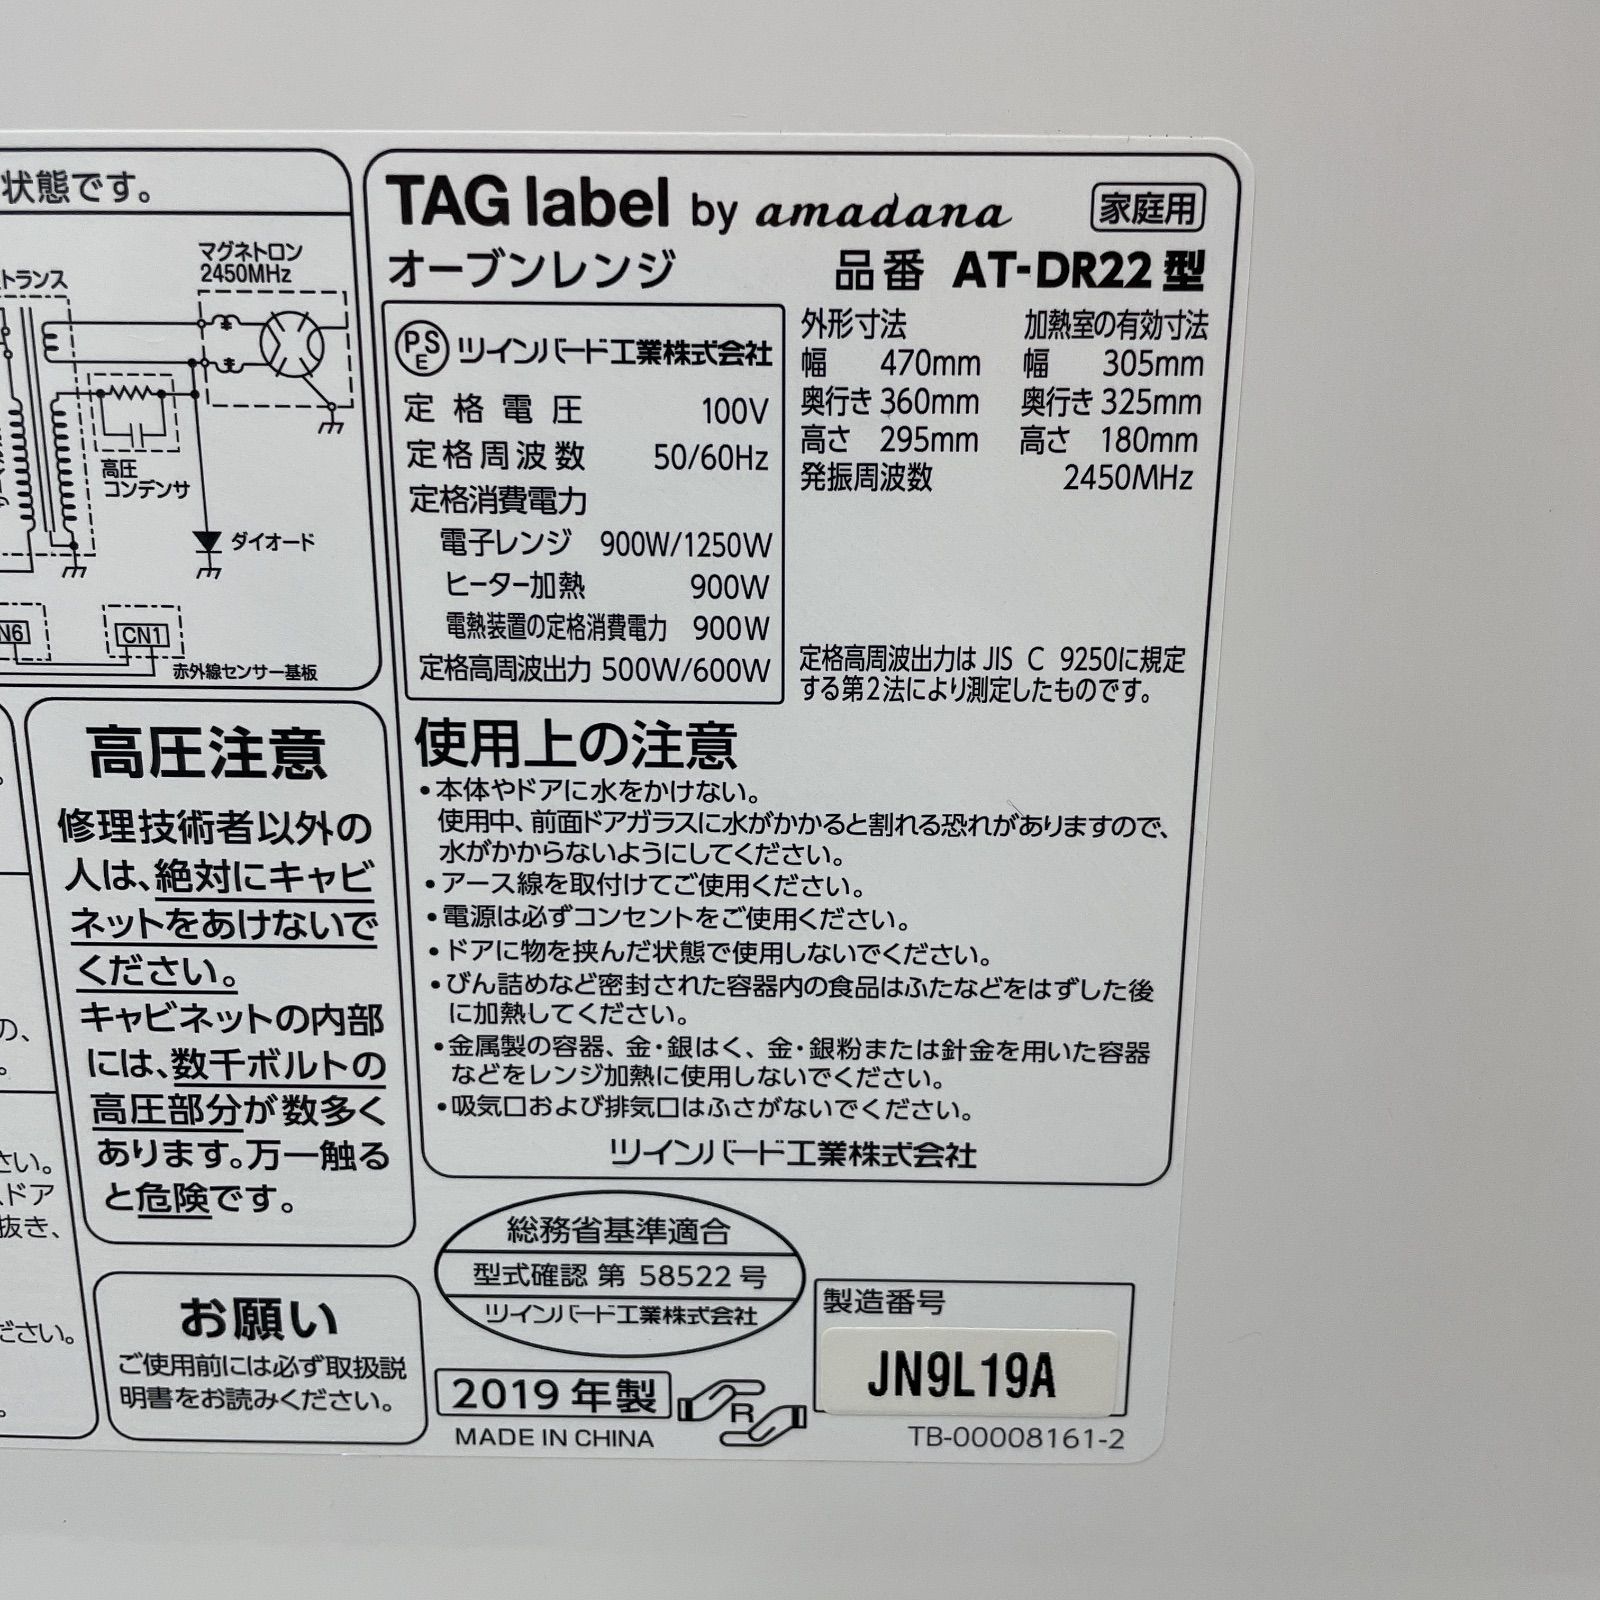 状態です。
マグネトロン
2450MHz
トランス
高圧
コンデンサ
ダイオード
N6
CN1
赤外線センサー基板
高圧注意
修理技術者以外の
人は、絶対にキャビ
ネットをあけないで
ください。
キャビネットの内部
には、数千ボルトの
高圧部分が数多く
あります。万一触る
と危険です。
の、
さい。
ドア
抜き、
ださい。
お願い
ご使用前には必ず取扱説
明書をお読みください。
TAG label by amadana 家庭用
オーブンレンジ 品番 AT-DR22型
PSE ツインバード工業株式会社
定格電圧 100V
定格周波数 50/60Hz
定格消費電力
電子レンジ 900W/1250W
ヒーター加熱 900W
電熱装置の定格消費電力 900W
定格高周波出力 500W/600W
外形寸法 加熱室の有効寸法
幅 470mm 幅 305mm
奥行き 360mm 奥行き 325mm
高さ 295mm 高さ 180mm
発振周波数 2450MHz
定格高周波出力は JIS C 9250に規定
する第2法により測定したものです。
使用上の注意
•本体やドアに水をかけない。
使用中、前面ドアガラスに水がかかると割れる恐れがありますので、
水がかからないようにしてください。
•アース線を取付けてご使用ください。
•電源は必ずコンセントをご使用ください。
•ドアに物を挟んだ状態で使用しないでください。
•びん詰めなど密封された容器内の食品はふたなどをはずした後
に加熱してください。
•金属製の容器、金・銀はく、金・銀粉または針金を用いた容器
などをレンジ加熱に使用しないでください。
•吸気口および排気口はふさがないでください。
ツインバード工業株式会社
総務省基準適合
型式確認 第 58522 号
ツインバード工業株式会社
2019年製
MADE IN CHINA
R
製造番号
JN9L19A
TB-00008161-2